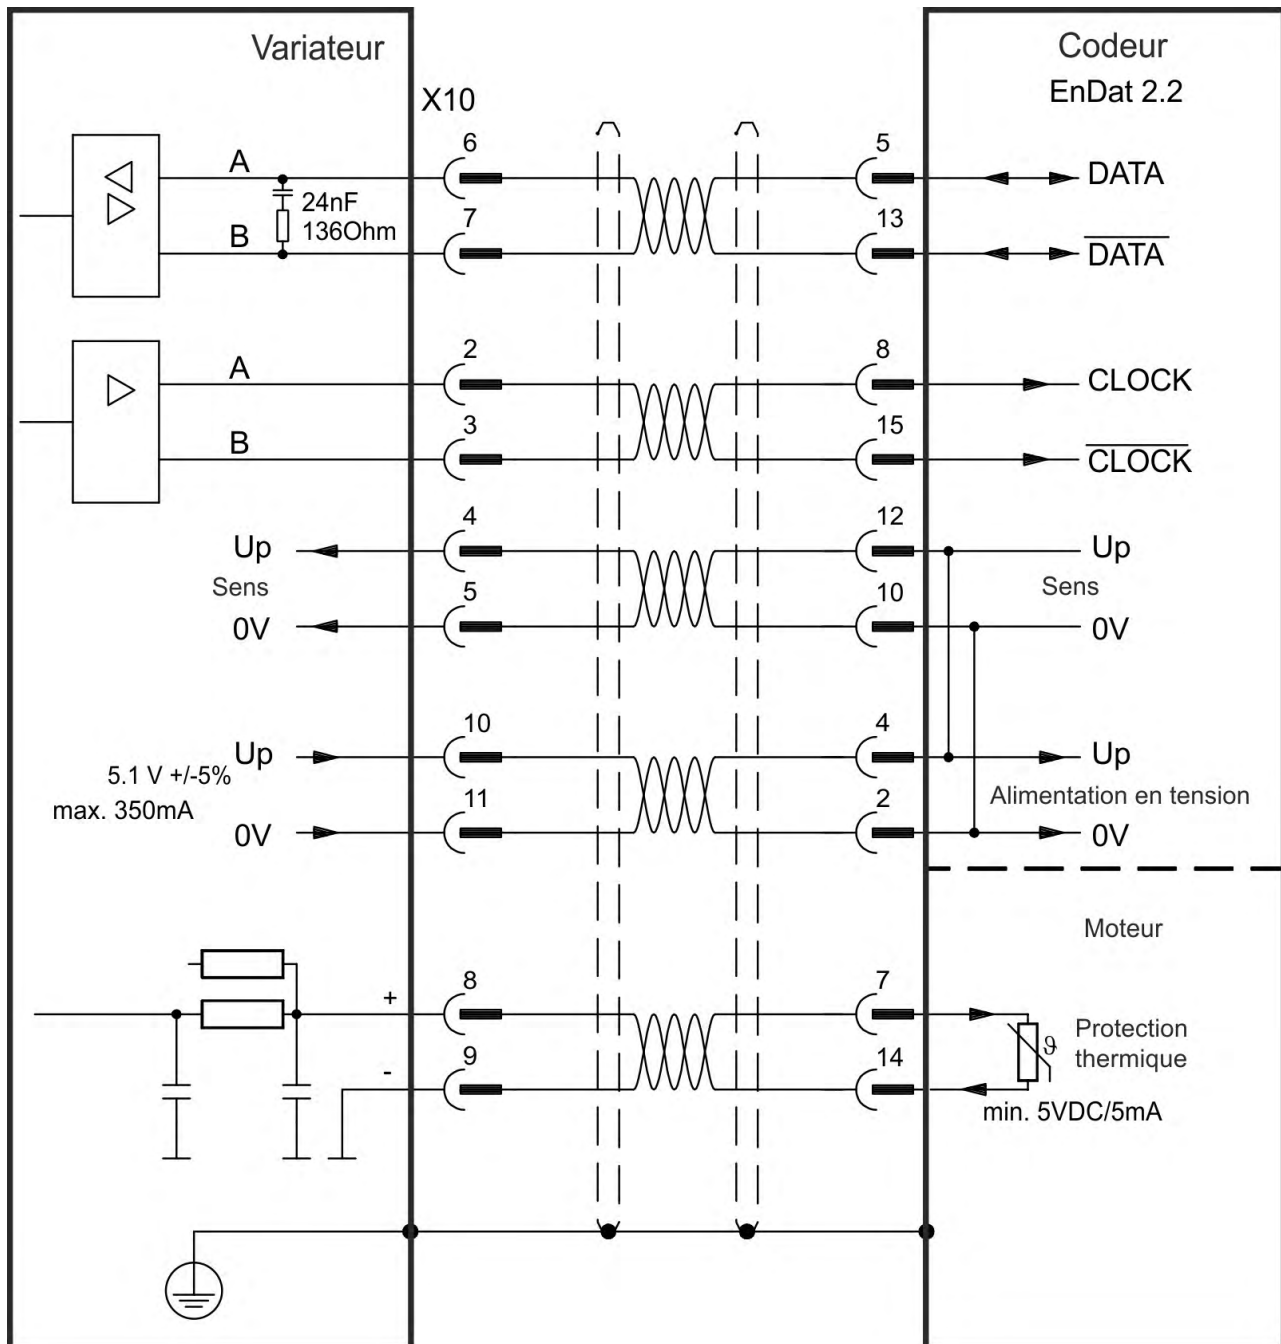 Variateur
Codeur
EnDat 2.2
X10
6
5
A
DATA
24nF
136Ohm
7
13
B
DATA
2
8
A
CLOCK
3
15
B
CLOCK
4
12
Up
Up
Sens
Sens
5
10
0V
0V
10
4
Up
Up
5.1 V +/-5%
max. 350mA
Alimentation en tension
11
2
0V
0V
Moteur
8
7
+
Protection
thermique
ϑ
9
14
-
min. 5VDC/5mA